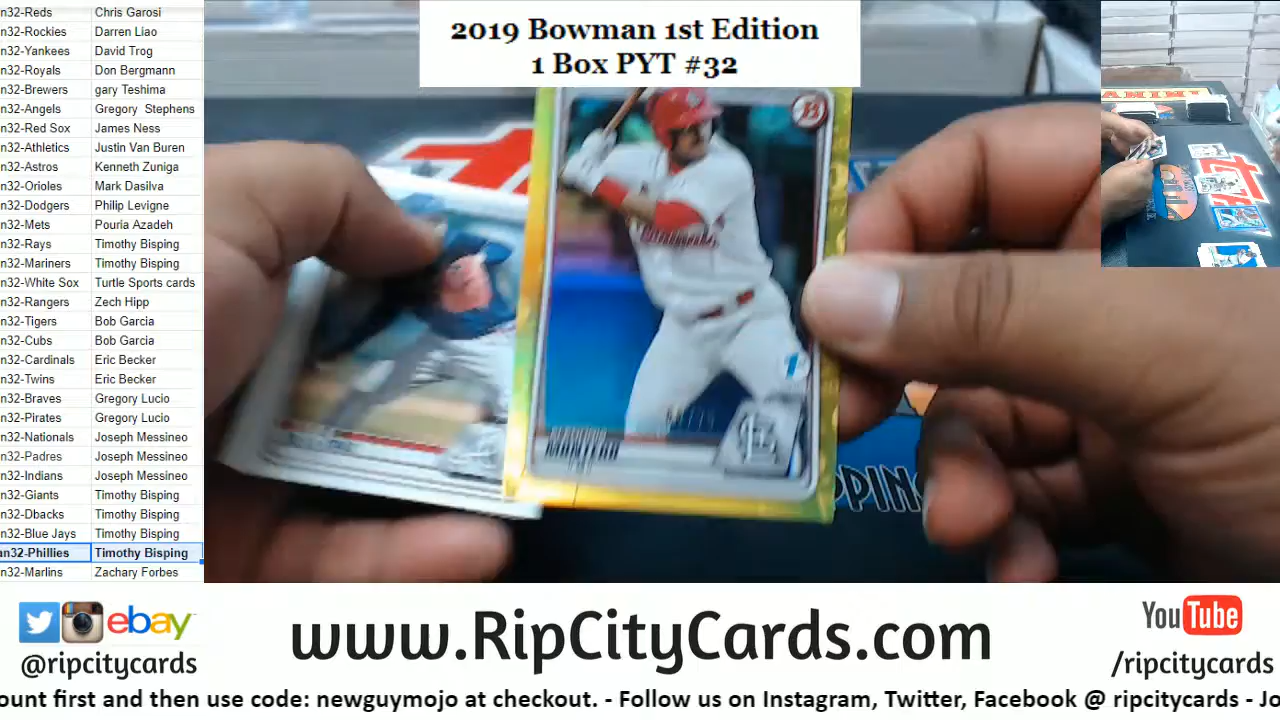 2019 Bowman 1st Edition
1 Box PYT #32
n32-Reds Chris Garosi
n32-Rockies Darren Liao
n32-Yankees David Trog
n32-Royals Don Bergmann
n32-Brewers gary Teshima
n32-Angels Gregory Stephens
n32-Red Sox James Ness
n32-Athletics Justin Van Buren
n32-Astros Kenneth Zuniga
n32-Orioles Mark Dasilva
n32-Dodgers Philip Levigne
n32-Mets Pouria Azadeh
n32-Rays Timothy Bisping
n32-Mariners Timothy Bisping
n32-White Sox Turtle Sports cards
n32-Rangers Zech Hipp
n32-Tigers Bob Garcia
n32-Cubs Bob Garcia
n32-Cardinals Eric Becker
n32-Twins Eric Becker
n32-Braves Gregory Lucio
n32-Pirates Gregory Lucio
n32-Nationals Joseph Messineo
n32-Padres Joseph Messineo
n32-Indians Joseph Messineo
n32-Giants Timothy Bisping
n32-Dbacks Timothy Bisping
n32-Blue Jays Timothy Bisping
an32-Phillies Timothy Bisping
n32-Marlins Zachary Forbes
MONTERO
PPING
ebay
@ripcitycards
www.RipCityCards.com
YouTube
/ripcitycards
ount first and then use code: newguymojo at checkout. - Follow us on Instagram, Twitter, Facebook @ ripcitycards - Jo